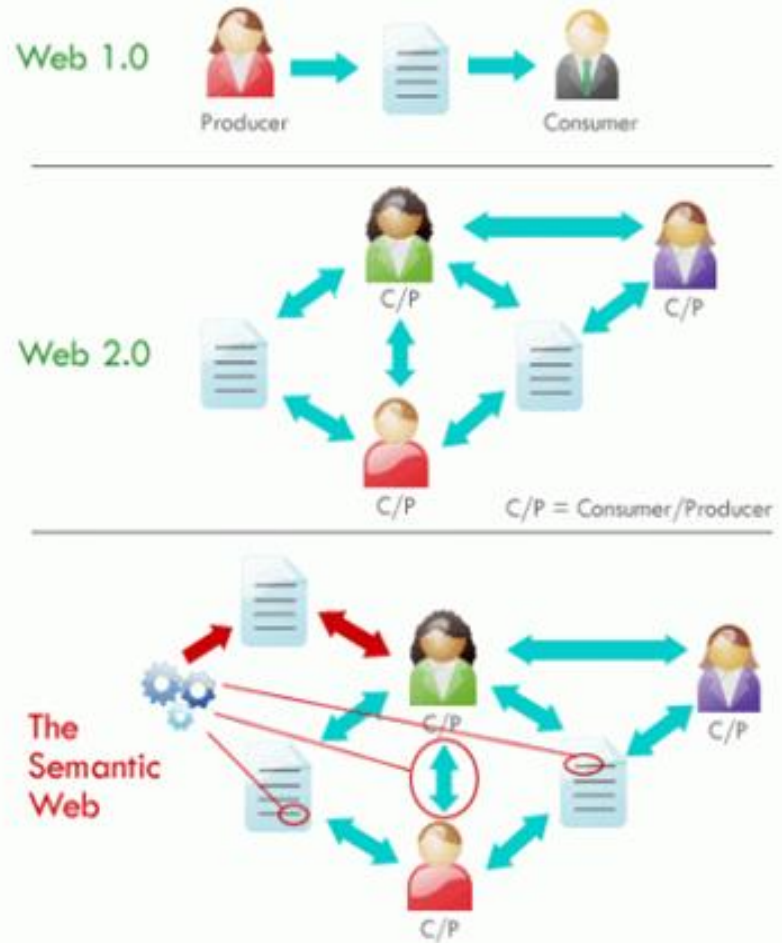 Web 1.0
Producer
Consumer
C/P
C/P
Web 2.0
C/P
C/P = Consumer/Producer
The
Semantic
Web
C/P
C/P
C/P